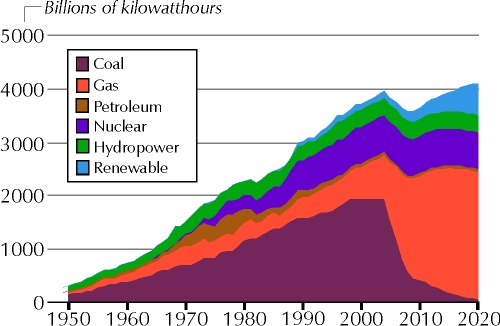 Billions of kilowatthours
5000
4000
3000
2000
1000
0
Coal
Gas
Petroleum
Nuclear
Hydropower
Renewable
1950 1960 1970 1980 1990 2000 2010 2020